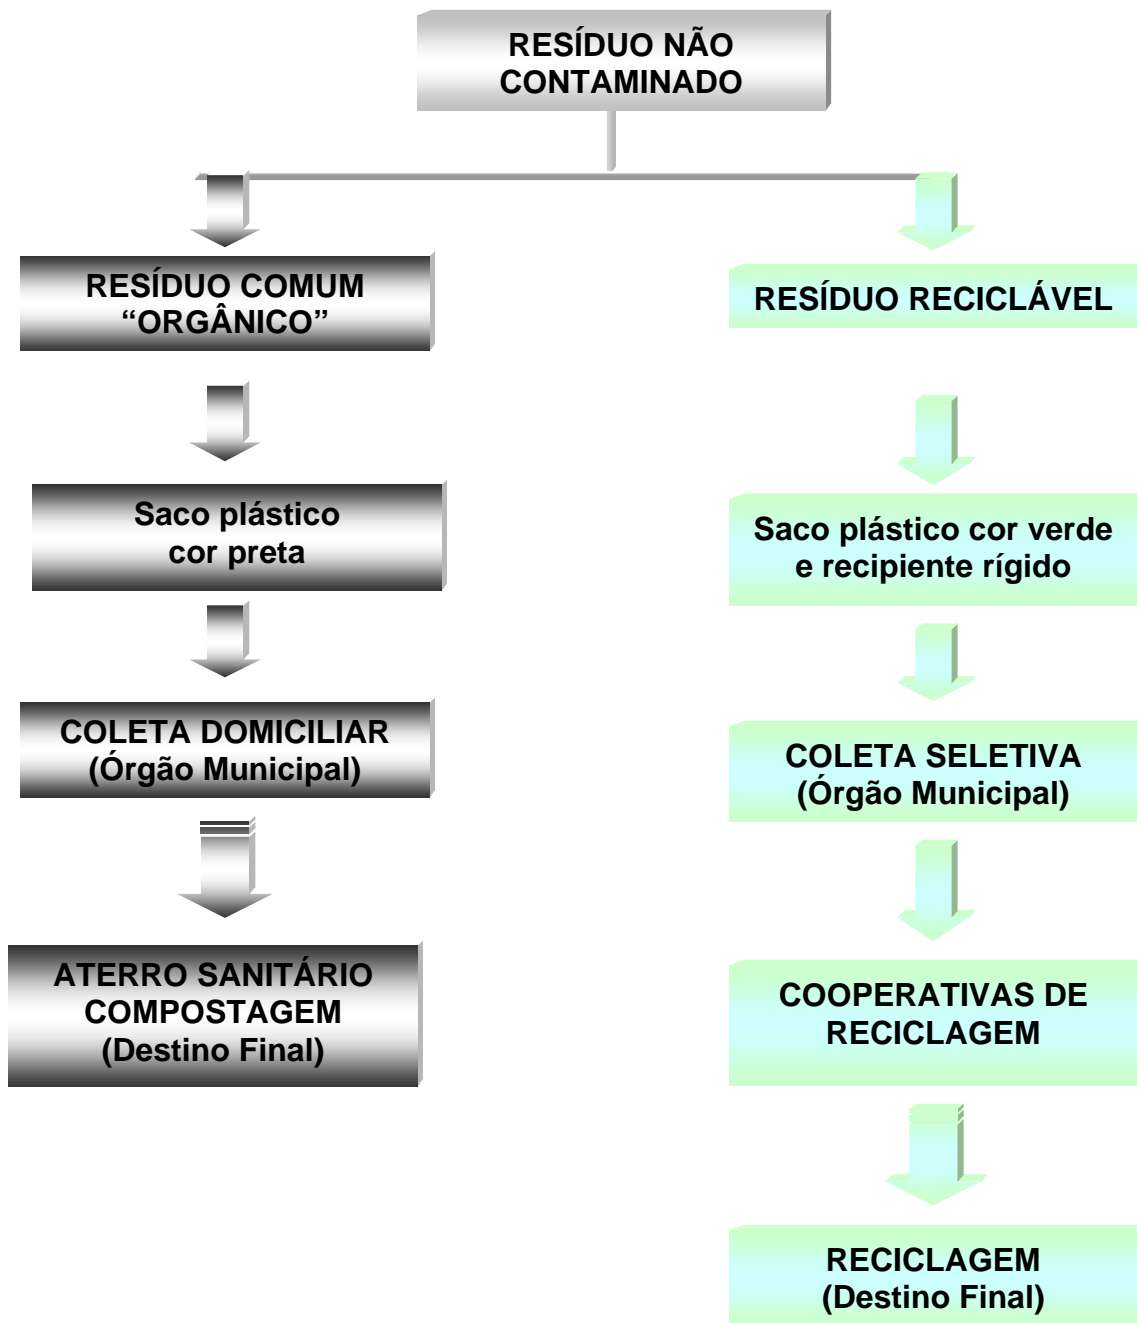 RESÍDUO NÃO
CONTAMINADO
RESÍDUO COMUM
“ORGÂNICO”
Saco plástico
cor preta
COLETA DOMICILIAR
(Órgão Municipal)
ATERRO SANITÁRIO
COMPOSTAGEM
(Destino Final)
RESÍDUO RECICLÁVEL
Saco plástico cor verde
e recipiente rígido
COLETA SELETIVA
(Órgão Municipal)
COOPERATIVAS DE
RECICLAGEM
RECICLAGEM
(Destino Final)